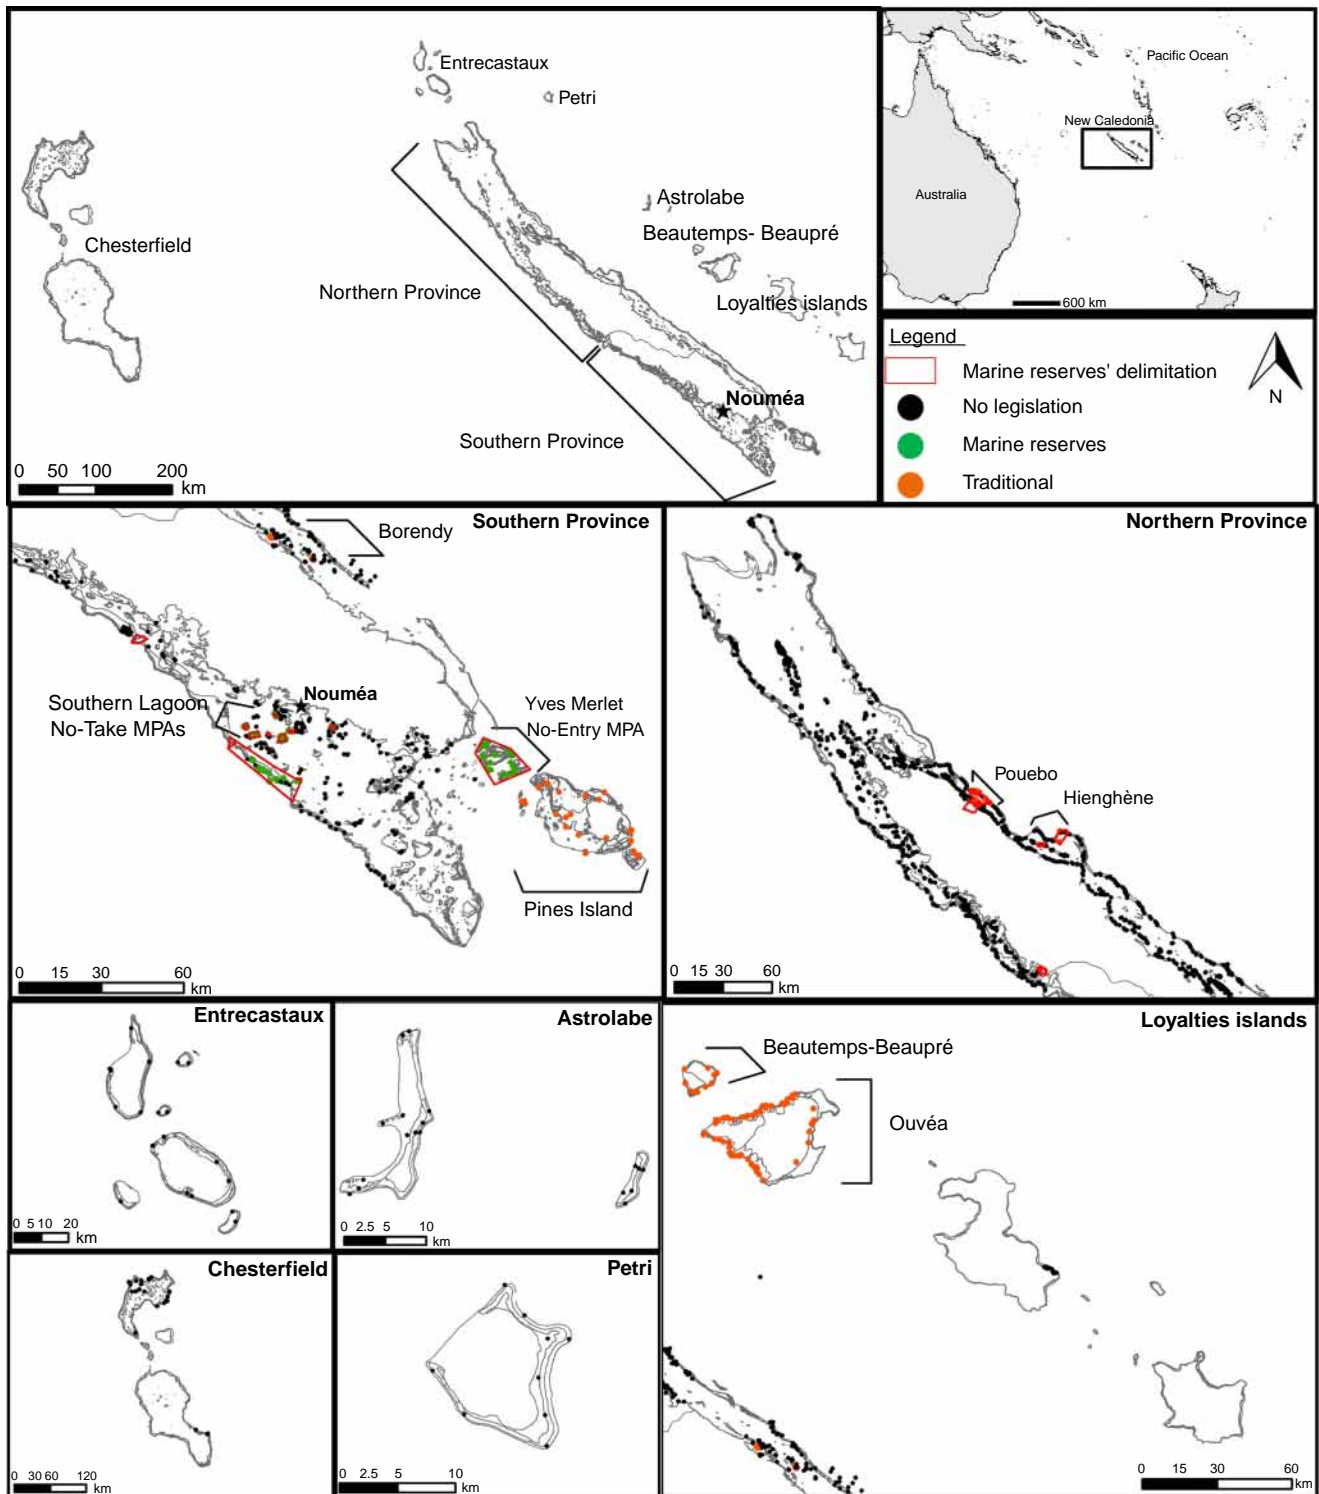 Entrecastaux
Petri
Astrolabe
Beautemps- Beaupré
Loyalties islands
Chesterfield
Northern Province
Nouméa
Southern Province
0 50 100 200
km
Pacific Ocean
New Caledonia
Australia
600 km
Legend
Marine reserves' delimitation
No legislation
Marine reserves
Traditional
N
Southern Province
Borendy
Southern Lagoon
No-Take MPAs
Nouméa
Yves Merlet
No-Entry MPA
Pines Island
0 15 30 60
km
Northern Province
Pouebo
Hienghène
0 15 30 60
km
Entrecastaux
0 5 10 20
km
Astrolabe
0 2.5 5 10
km
Loyalties islands
Beautemps-Beaupré
Ouvéa
0 15 30 60
km
Chesterfield
0 30 60 120
km
Petri
0 2.5 5 10
km